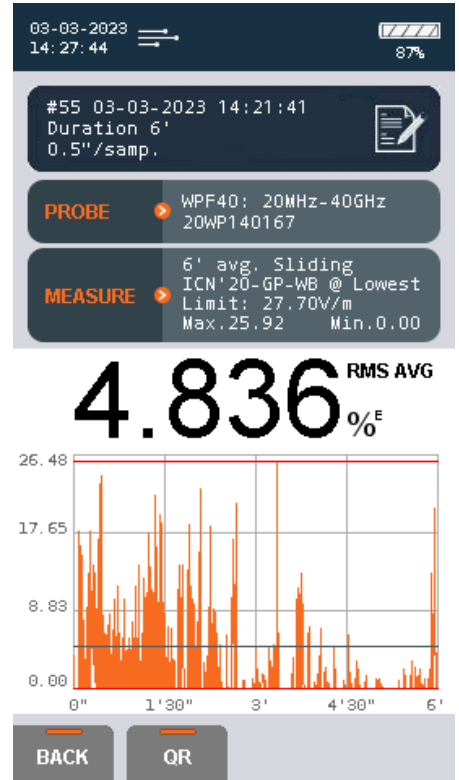 03-03-2023
14:27:44
87%
#55 03-03-2023 14:21:41
Duration 6'
0.5"/samp.
PROBE
WPF40: 20MHz-40GHz
20WP140167
MEASURE
6' avg. Sliding
ICN'20-GP-WB @ Lowest
Limit: 27.70V/m
Max.25.92 Min.0.00
4.836
RMS AVG
%E
26.48
17.65
8.83
0.00
0" 1'30" 3' 4'30" 6'
BACK QR